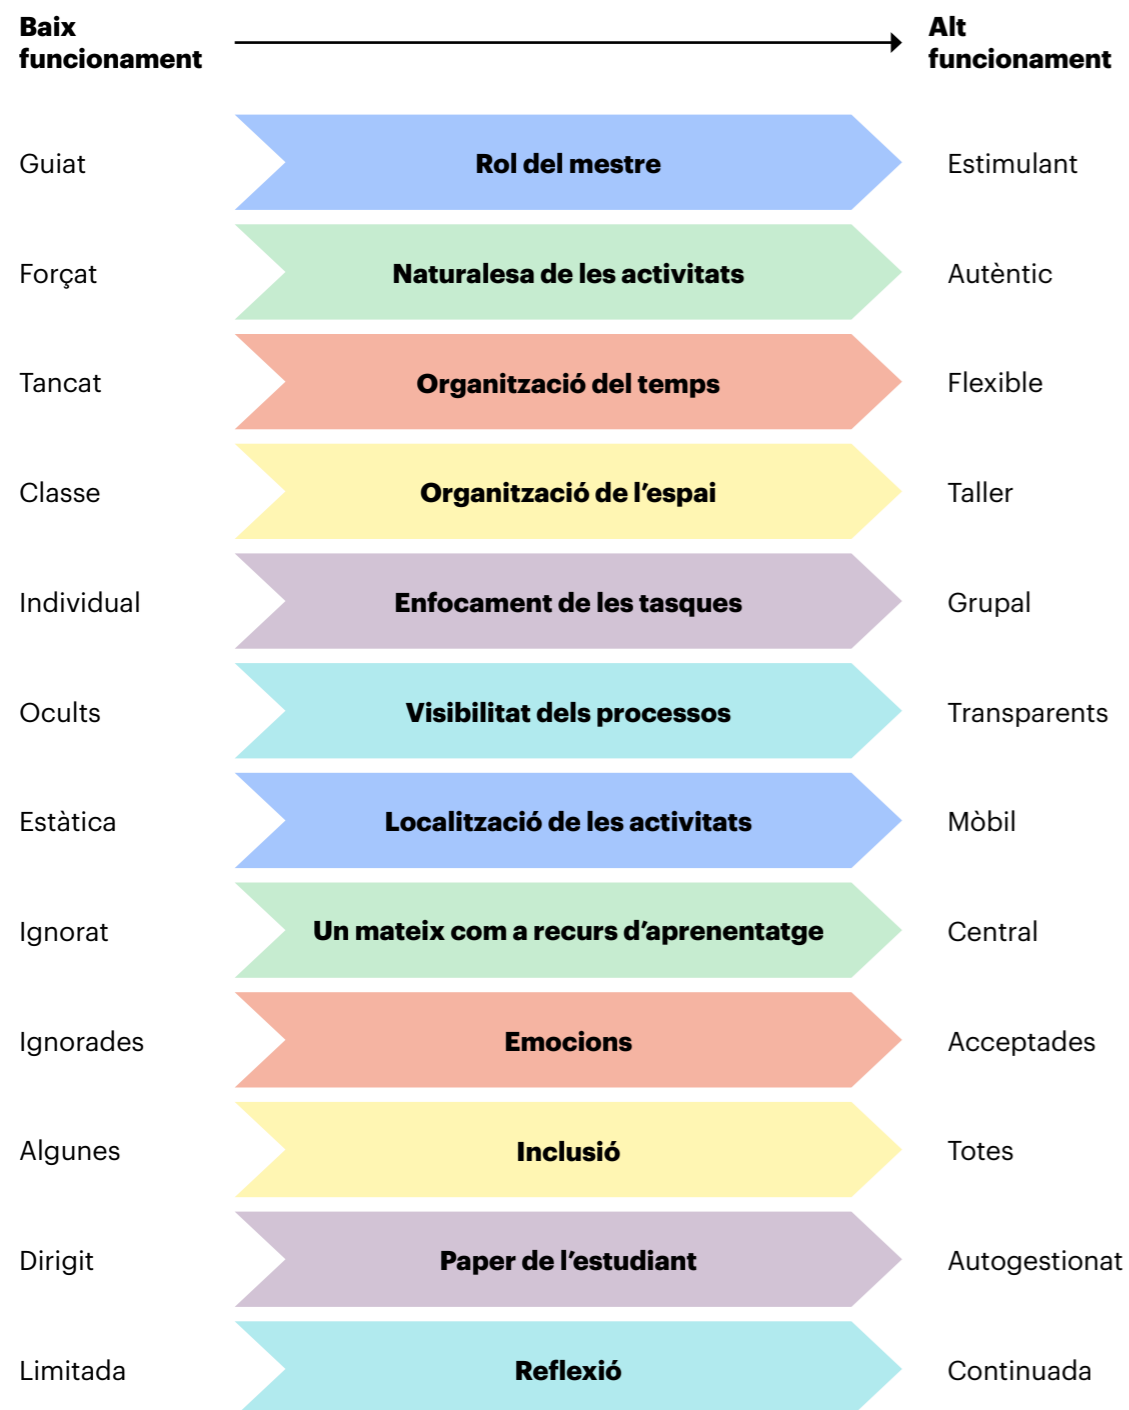 Baix
funcionament
Alt
funcionament
Guiat
Rol del mestre
Estimulant
Forçat
Naturalesa de les activitats
Autèntic
Tancat
Organització del temps
Flexible
Classe
Organització de l’espai
Taller
Individual
Enfocament de les tasques
Grupal
Ocults
Visibilitat dels processos
Transparents
Estàtica
Localització de les activitats
Mòbil
Ignorat
Un mateix com a recurs d’aprenentatge
Central
Ignorades
Emocions
Acceptades
Algunes
Inclusió
Totes
Dirigit
Paper de l’estudiant
Autogestionat
Limitada
Reflexió
Continuada